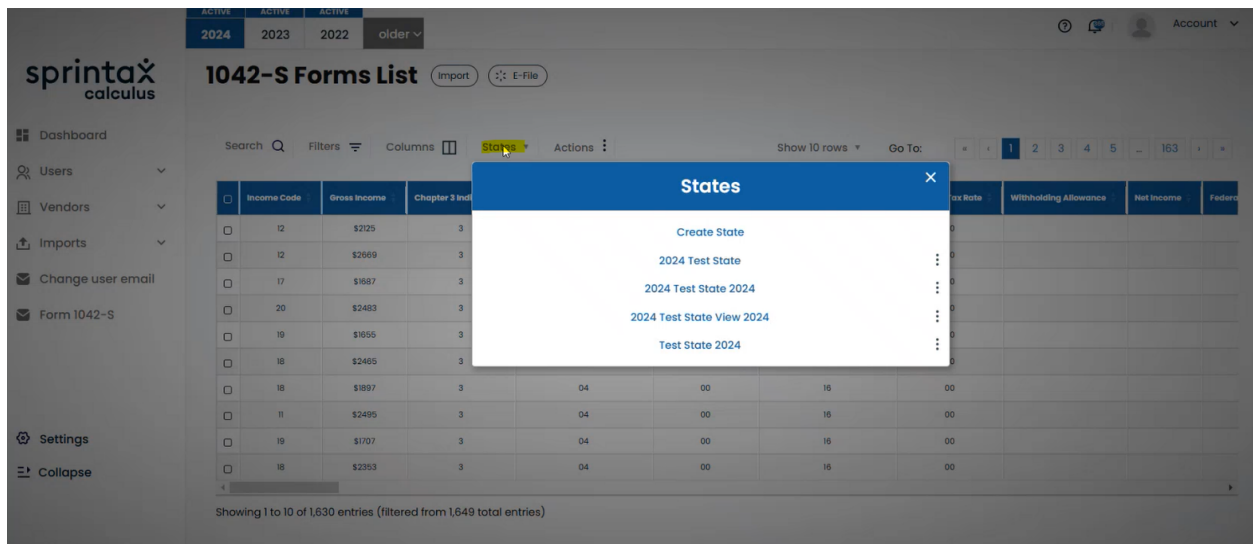 ACTIVE ACTIVE ACTIVE
2024 2023 2022 older
Account
sprintax
calculus
1042-S Forms List Import E-File
Dashboard
Users
Vendors
Imports
Change user email
Form 1042-S
Settings
Collapse
Search Filters Columns States Actions Show 10 rows Go To: « ‹ 1 2 3 4 5 … 163 › »
States
Create State
2024 Test State
2024 Test State 2024
2024 Test State View 2024
Test State 2024
Income Code Gross Income Chapter 3 Indi ax Rate Withholding Allowance Net Income Federa
12 $2125 3 0
12 $2669 3 0
17 $1687 3 0
20 $2483 3 0
19 $1655 3 0
18 $2465 3 0
18 $1897 3 04 00 16 00
11 $2495 3 04 00 16 00
19 $1707 3 04 00 16 00
18 $2353 3 04 00 16 00
Showing 1 to 10 of 1,630 entries (filtered from 1,649 total entries)